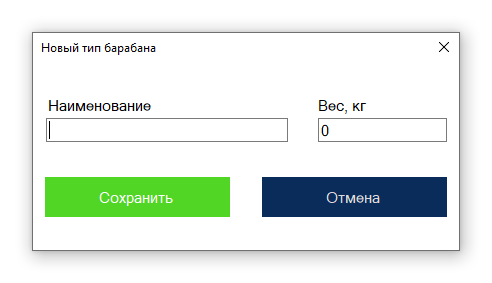 Новый тип барабана
Наименование Вес, кг
0
Сохранить Отмена